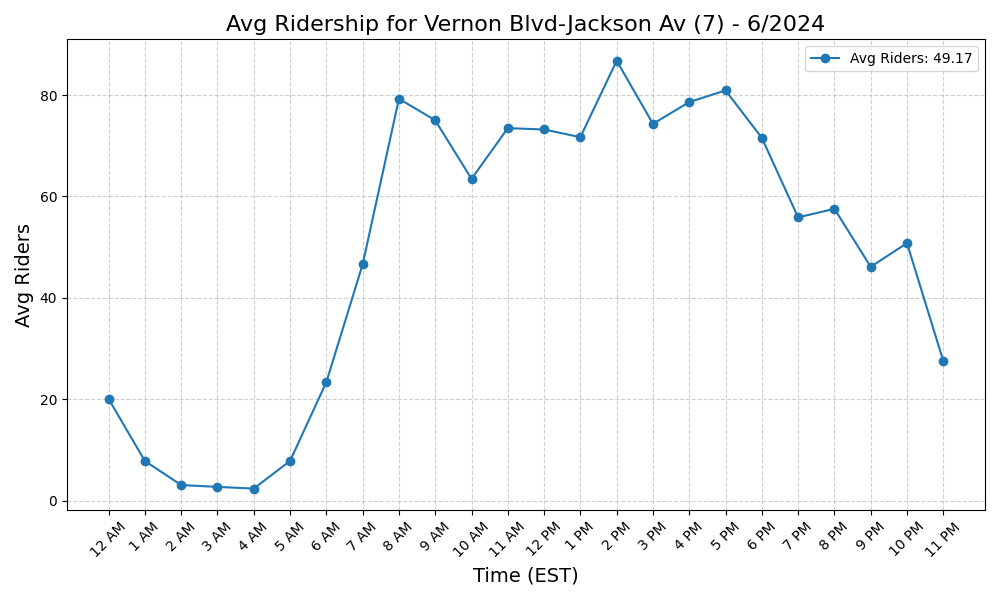 Avg Ridership for Vernon Blvd-Jackson Av (7) - 6/2024
Avg Riders: 49.17
Avg Riders
80
60
40
20
0
12 AM
1 AM
2 AM
3 AM
4 AM
5 AM
6 AM
7 AM
8 AM
9 AM
10 AM
11 AM
12 PM
1 PM
2 PM
3 PM
4 PM
5 PM
6 PM
7 PM
8 PM
9 PM
10 PM
11 PM
Time (EST)